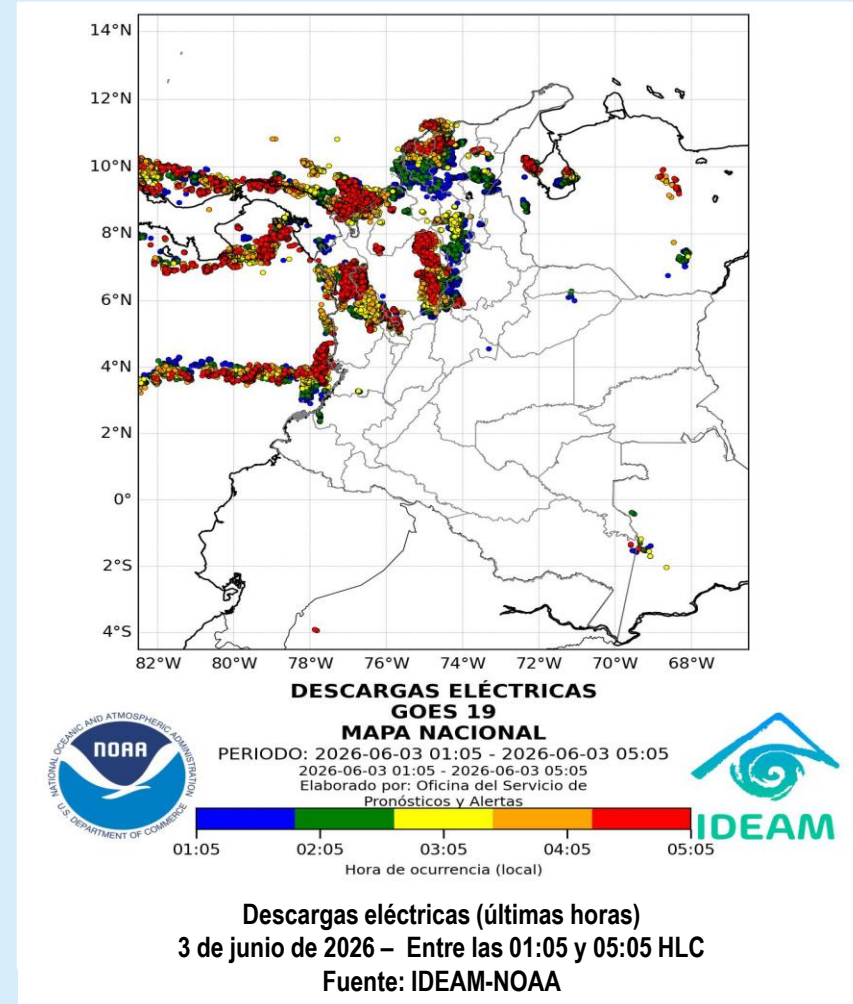 14°N
12°N
10°N
8°N
6°N
4°N
2°N
0°
2°S
4°S
82°W 80°W 78°W 76°W 74°W 72°W 70°W 68°W
DESCARGAS ELÉCTRICAS
GOES 19
MAPA NACIONAL
PERIODO: 2026-06-03 01:05 - 2026-06-03 05:05
2026-06-03 01:05 - 2026-06-03 05:05
Elaborado por: Oficina del Servicio de
Pronósticos y Alertas
NATIONAL OCEANIC AND ATMOSPHERIC ADMINISTRATION
NOAA
U.S. DEPARTMENT OF COMMERCE
IDEAM
01:05 02:05 03:05 04:05 05:05
Hora de ocurrencia (local)
Descargas eléctricas (últimas horas)
3 de junio de 2026 – Entre las 01:05 y 05:05 HLC
Fuente: IDEAM-NOAA